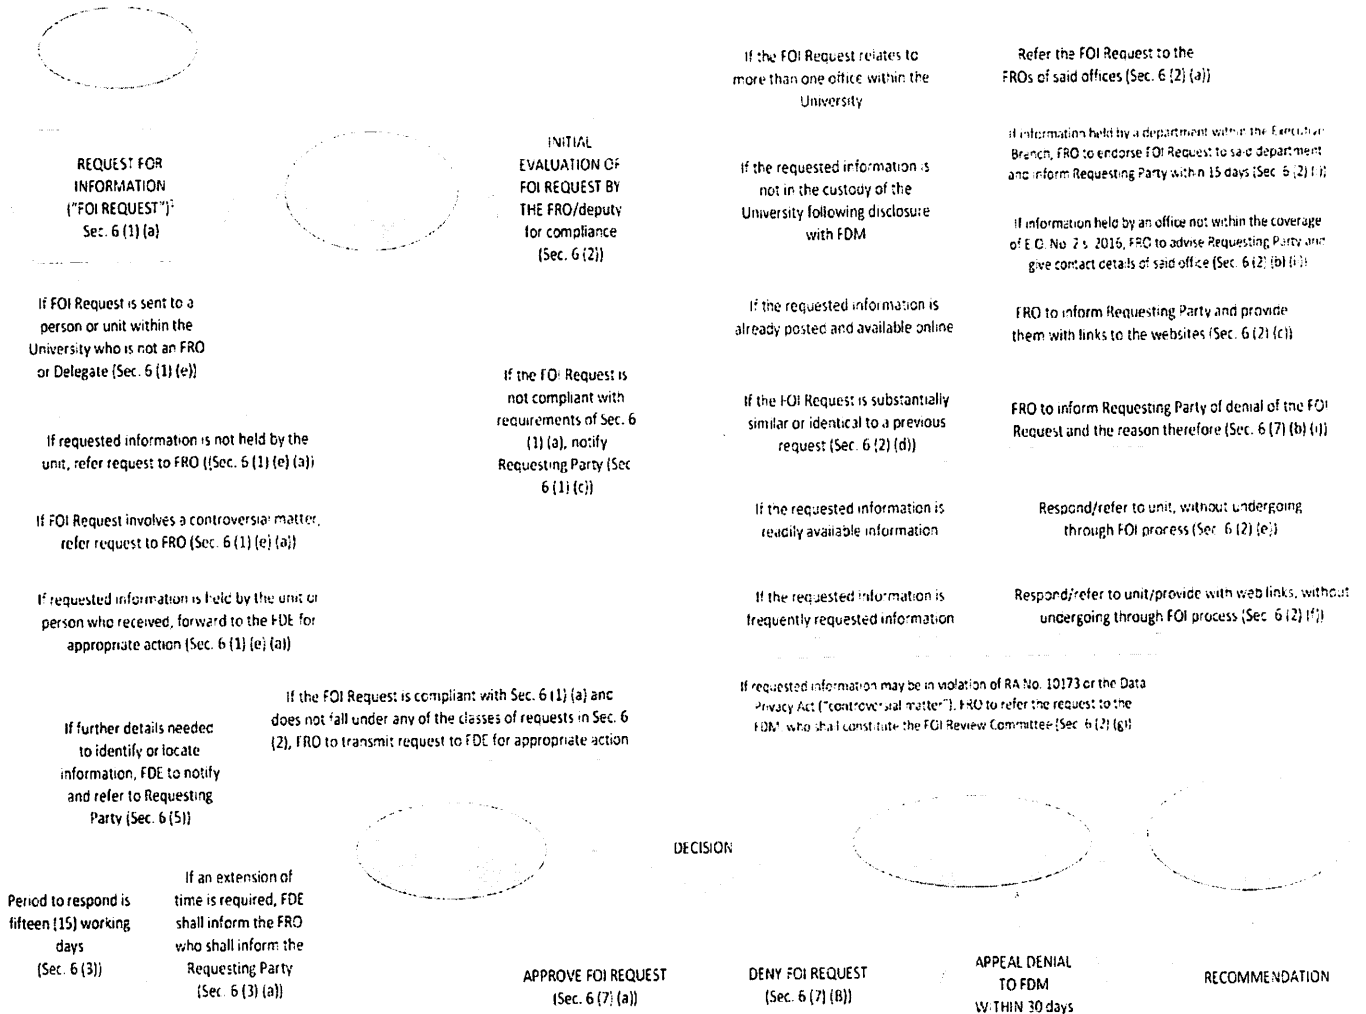 REQUEST FOR
INFORMATION
("FOI REQUEST")
Sec. 6 (1) (a)
If FOI Request is sent to a
person or unit within the
University who is not an FRO
or Delegate (Sec. 6 (1) (e))
If requested information is not held by the
unit, refer request to FRO ((Sec. 6 (1) (e) (a))
If FOI Request involves a controversial matter,
refer request to FRO (Sec. 6 (1) (e) (a))
If requested information is held by the unit or
person who received, forward to the FDE for
appropriate action (Sec. 6 (1) (e) (a))
INITIAL
EVALUATION OF
FOI REQUEST BY
THE FRO/deputy
for compliance
(Sec. 6 (2))
If the FOI Request is
not compliant with
requirements of Sec. 6
(1) (a), notify
Requesting Party (Sec
6 (1) (c))
If the FOI Request relates to
more than one office within the
University
Refer the FOI Request to the
FROs of said offices (Sec. 6 (2) (a))
If the requested information is
not in the custody of the
University following disclosure
with FDM
If information held by a department within the Executive
Branch, FRO to endorse FOI Request to said department
and inform Requesting Party within 15 days (Sec. 6 (2) (i))
If information held by an office not within the coverage
of E.O. No. 2 s. 2016, FRO to advise Requesting Party and
give contact details of said office (Sec. 6 (2) (b) (ii))
If the requested information is
already posted and available online
FRO to inform Requesting Party and provide
them with links to the websites (Sec. 6 (2) (c))
If the FOI Request is substantially
similar or identical to a previous
request (Sec. 6 (2) (d))
FRO to inform Requesting Party of denial of the FOI
Request and the reason therefore (Sec. 6 (7) (b) (i))
If the requested information is
readily available information
Respond/refer to unit, without undergoing
through FOI process (Sec. 6 (2) (e))
If the requested information is
frequently requested information
Respond/refer to unit/provide with web links, without
undergoing through FOI process (Sec. 6 (2) (f))
If requested information may be in violation of RA No. 10173 or the Data
Privacy Act ("controversial matter"), FRO to refer the request to the
FDM, who shall constitute the FOI Review Committee (Sec. 6 (2) (g))
If the FOI Request is compliant with Sec. 6 (1) (a) and
does not fall under any of the classes of requests in Sec. 6
(2), FRO to transmit request to FDE for appropriate action
If further details needed
to identify or locate
information, FDE to notify
and refer to Requesting
Party (Sec. 6 (5))
Period to respond is
fifteen (15) working
days
(Sec. 6 (3))
If an extension of
time is required, FDE
shall inform the FRO
who shall inform the
Requesting Party
(Sec. 6 (3) (a))
DECISION
APPROVE FOI REQUEST
(Sec. 6 (7) (a))
DENY FOI REQUEST
(Sec. 6 (7) (B))
APPEAL DENIAL
TO FDM
WITHIN 30 days
RECOMMENDATION